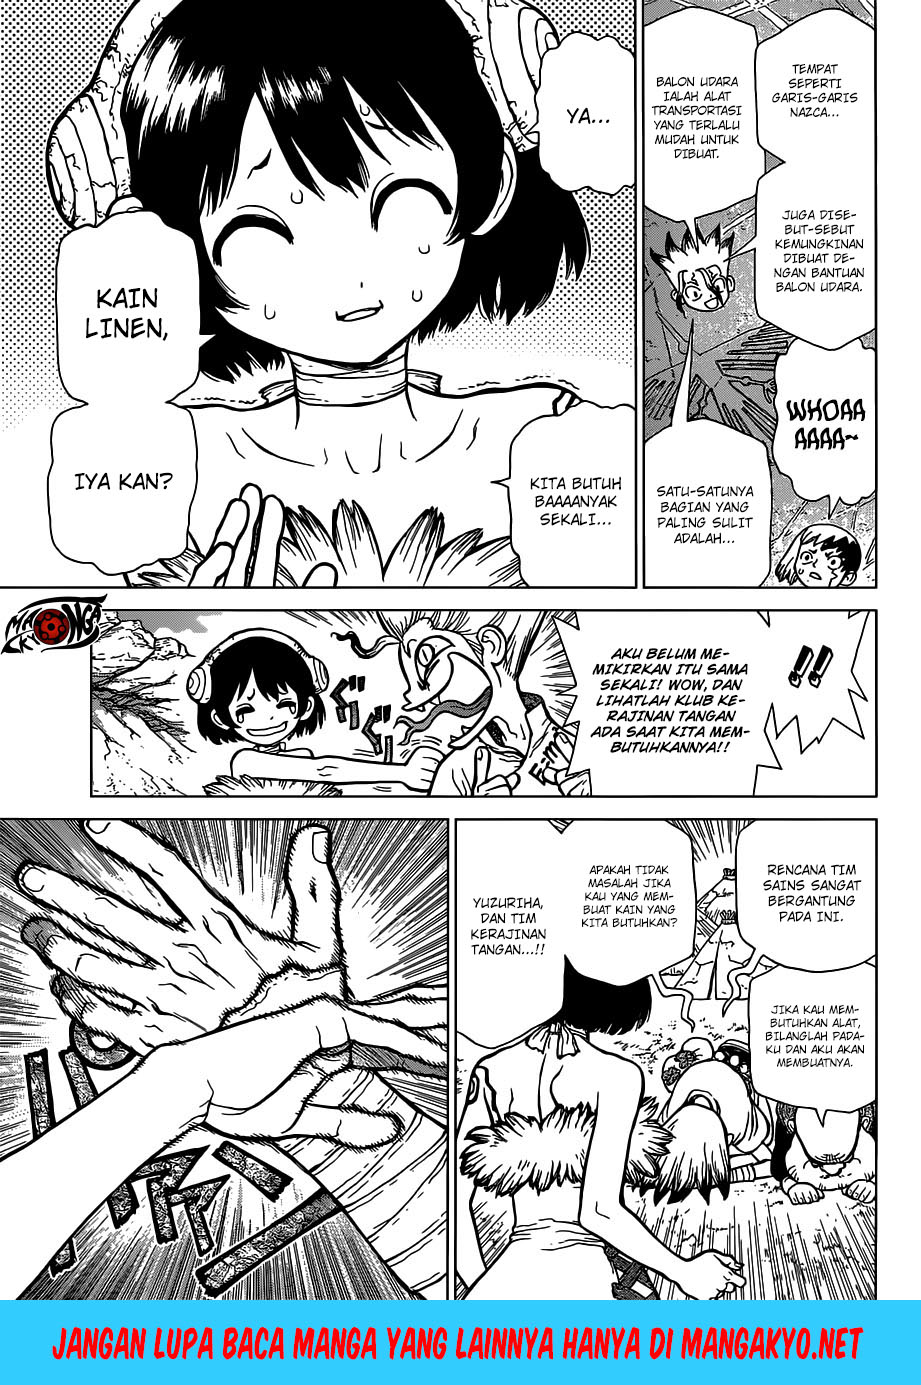 TEMPAT
SEPERTI
GARIS-GARIS
NAZCA...
JUGA DISE-
BUT-SEBUT
KEMUNGKINAN
DIBUAT DE-
NGAN BANTUAN
BALON UDARA.
BALON UDARA
IALAH ALAT
TRANSPORTASI
YANG TERLALU
MUDAH UNTUK
DIBUAT.
WHOAA
AAAA~
SATU-SATUNYA
BAGIAN YANG
PALING SULIT
ADALAH...
YA...
KITA BUTUH
BAAAANYAK
SEKALI...
KAIN
LINEN,
IYA KAN?
!!
AKU BELUM ME-
MIKIRKAN ITU SAMA
SEKALI! WOW, DAN
LIHATLAH KLUB KE-
RAJINAN TANGAN
ADA SAAT KITA MEM-
BUTUHKANNYA!!
MANGA
KYO
RENCANA TIM
SAINS SANGAT
BERGANTUNG
PADA INI.
JIKA KAU MEM-
BUTUHKAN ALAT,
BILANGLAH PADA-
KU DAN AKU AKAN
MEMBUATNYA.
APAKAH TIDAK
MASALAH JIKA
KAU YANG MEM-
BUAT KAIN YANG
KITA BUTUHKAN?
YUZURIHA,
DAN TIM
KERAJINAN
TANGAN...!!
JANGAN LUPA BACA MANGA YANG LAINNYA HANYA DI MANGAKYO.NET